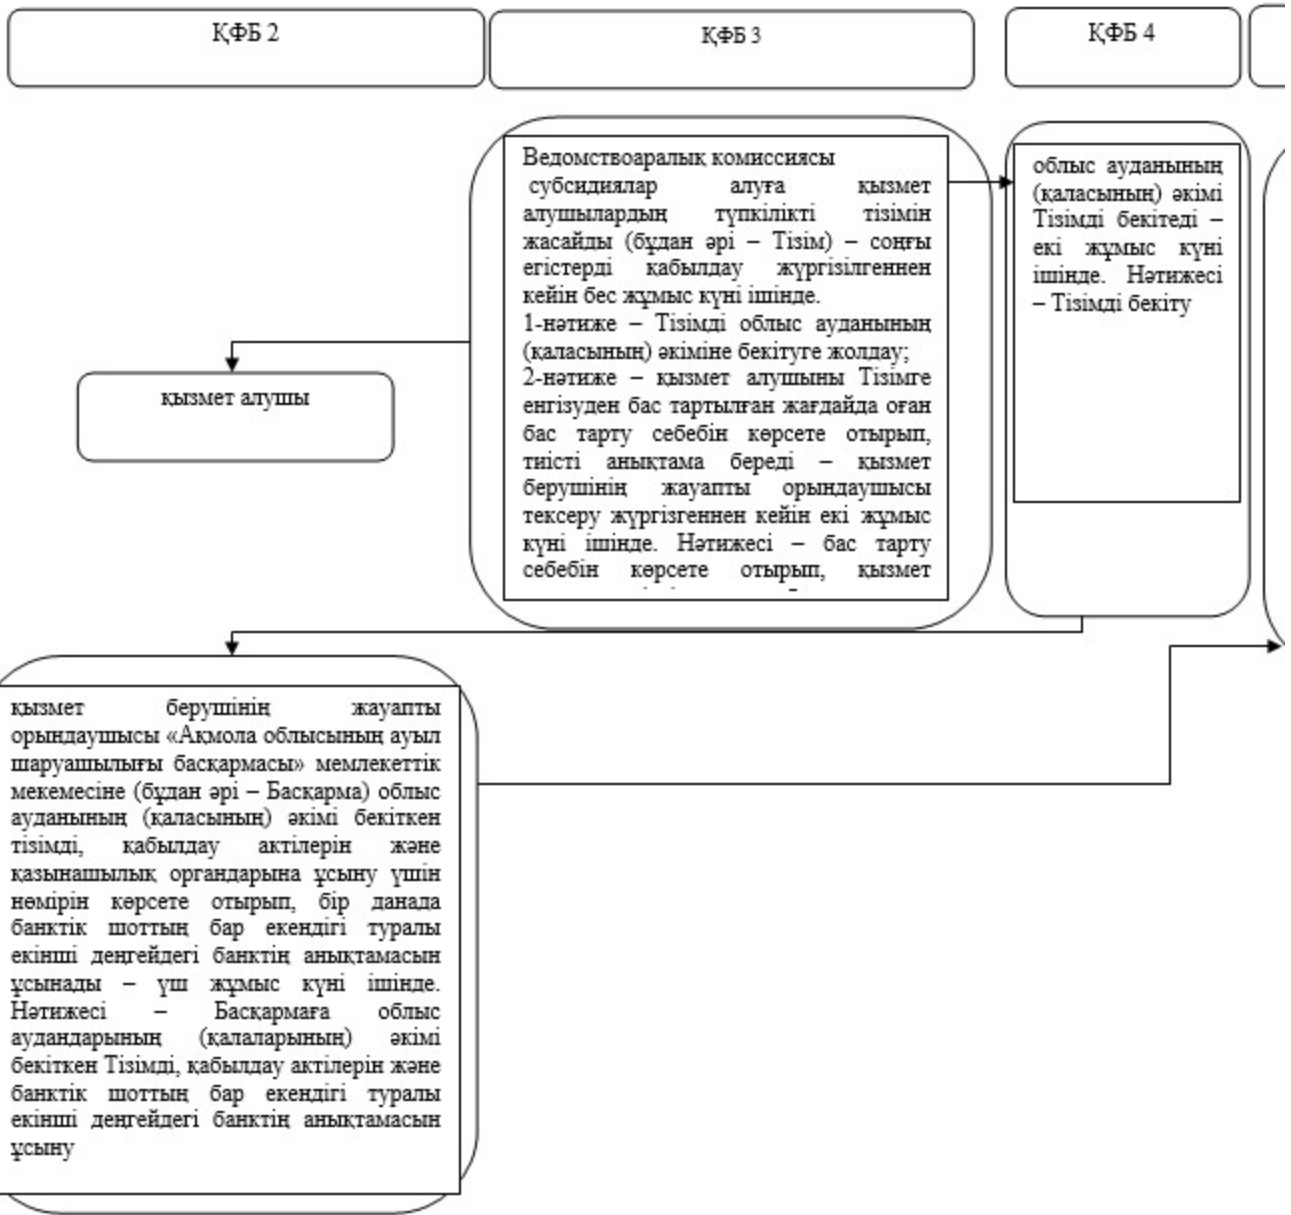 ҚФБ 2
ҚФБ 3
ҚФБ 4
Ведомствоаралық комиссиясы
субсидиялар алуға қызмет
алушылардың түпкілікті тізімін
жасайды (бұдан әрі – Тізім) – соңғы
егістерді қабылдау жүргізілгеннен
кейін бес жұмыс күні ішінде.
1-нәтиже – Тізімді облыс ауданының
(қаласының) әкіміне бекітуге жолдау;
2-нәтиже – қызмет алушыны Тізімге
енгізуден бас тартылған жағдайда оған
бас тарту себебін көрсете отырып,
тиісті анықтама береді – қызмет
берушінің жауапты орындаушысы
тексеру жүргізгеннен кейін екі жұмыс
күні ішінде. Нәтижесі – бас тарту
себебін көрсете отырып, қызмет
облыс ауданының
(қаласының) әкімі
Тізімді бекітеді –
екі жұмыс күні
ішінде. Нәтижесі
– Тізімді бекіту
қызмет алушы
қызмет берушінің жауапты
орындаушысы «Ақмола облысының ауыл
шаруашылығы басқармасы» мемлекеттік
мекемесіне (бұдан әрі – Басқарма) облыс
ауданының (қаласының) әкімі бекіткен
тізімді, қабылдау актілерін және
қазынашылық органдарына ұсыну үшін
нөмірін көрсете отырып, бір данада
банктік шоттың бар екендігі туралы
екінші деңгейдегі банктің анықтамасын
ұсынады – үш жұмыс күні ішінде.
Нәтижесі – Басқармаға облыс
аудандарының (қалаларының) әкімі
бекіткен Тізімді, қабылдау актілерін және
банктік шоттың бар екендігі туралы
екінші деңгейдегі банктің анықтамасын
ұсыну